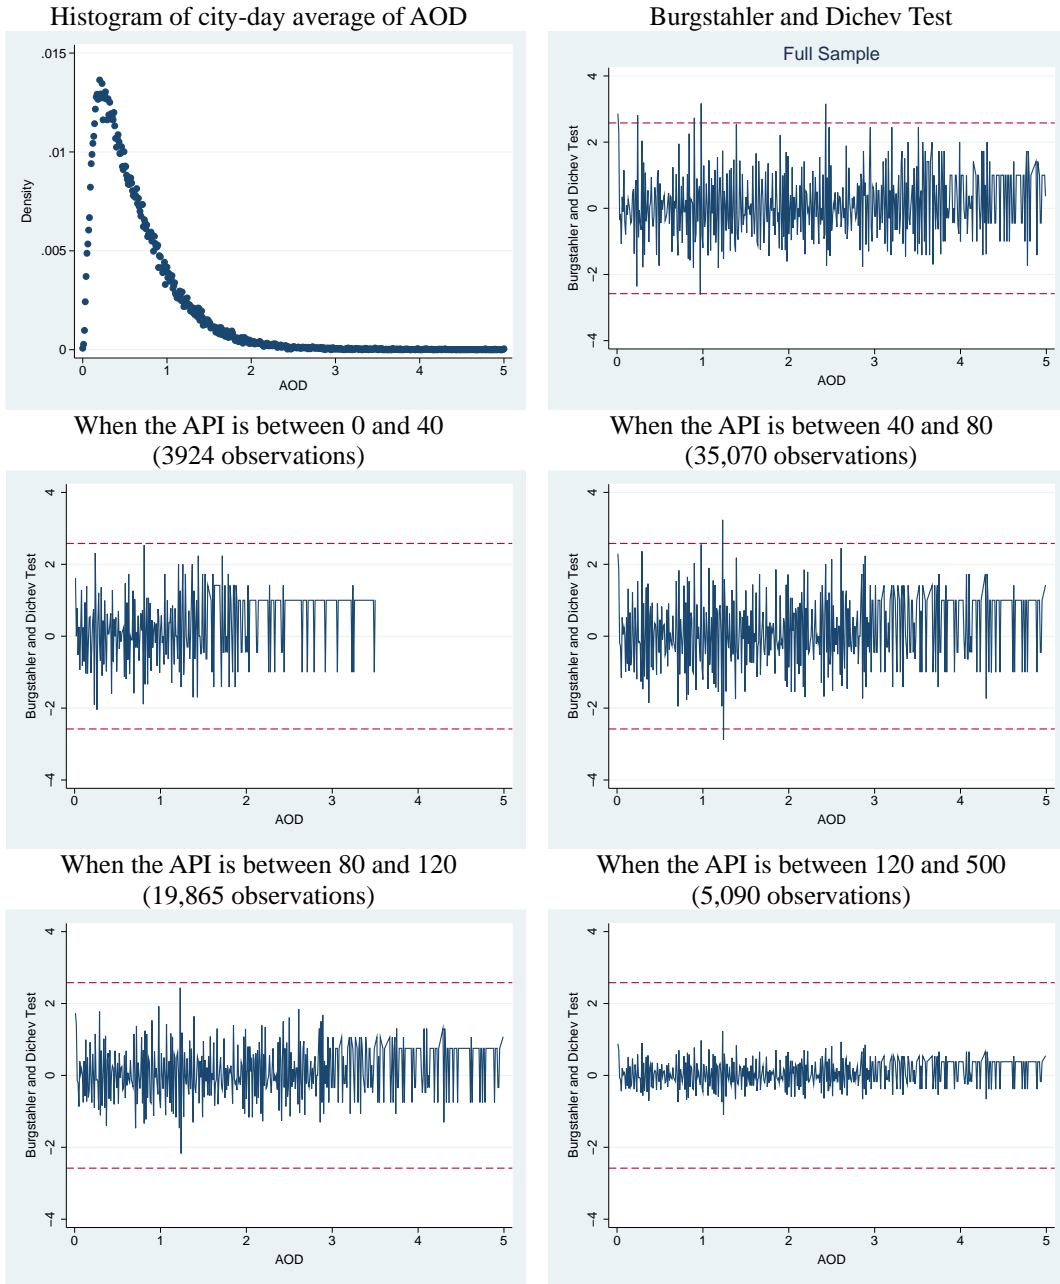 Histogram of city-day average of AOD
.015
.01
.005
0
Density
0 1 2 3 4 5
AOD
Burgstahler and Dichev Test
Full Sample
4
2
0
−2
−4
Burgstahler and Dichev Test
0 1 2 3 4 5
AOD
When the API is between 0 and 40
(3924 observations)
4
2
0
−2
−4
Burgstahler and Dichev Test
0 1 2 3 4 5
AOD
When the API is between 40 and 80
(35,070 observations)
4
2
0
−2
−4
Burgstahler and Dichev Test
0 1 2 3 4 5
AOD
When the API is between 80 and 120
(19,865 observations)
4
2
0
−2
−4
Burgstahler and Dichev Test
0 1 2 3 4 5
AOD
When the API is between 120 and 500
(5,090 observations)
4
2
0
−2
−4
Burgstahler and Dichev Test
0 1 2 3 4 5
AOD